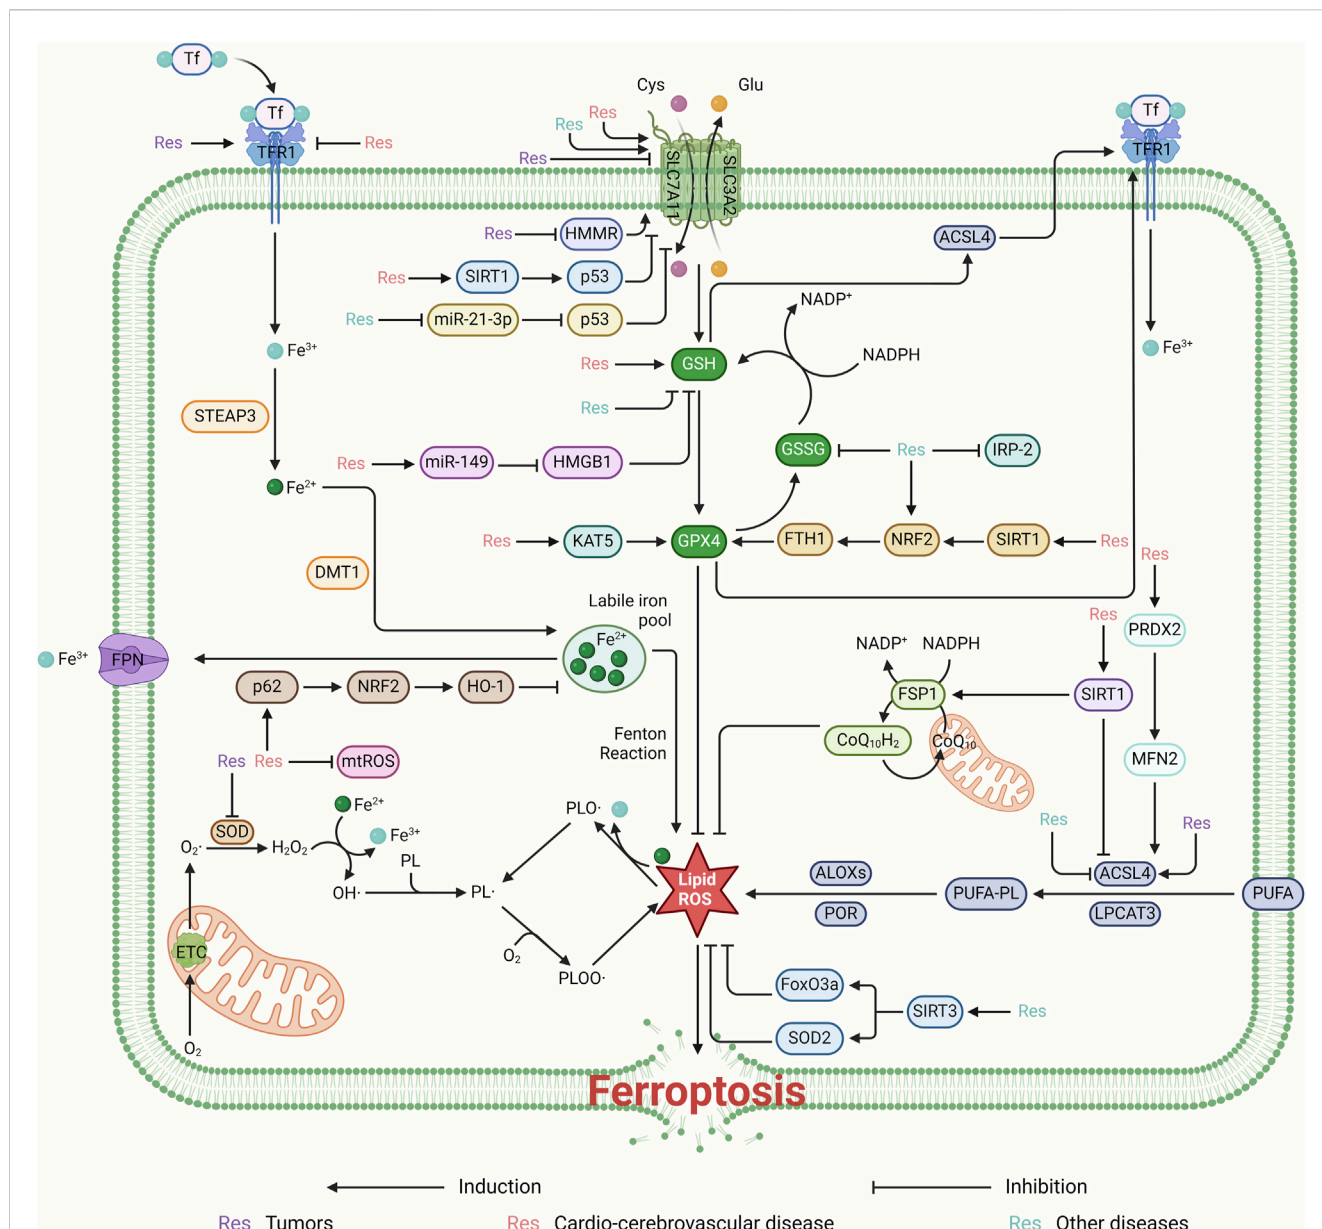 Tf
Cys
Glu
Tf
Tf
Res
Res
Res
TFR1
Res
Res
TFR1
SLC7A11
SLC3A2
Res
HMMR
ACSL4
Res
SIRT1
p53
Res
miR-21-3p
p53
NADP⁺
Fe³⁺
Res
GSH
NADPH
Fe³⁺
STEAP3
Res
Res
miR-149
HMGB1
GSSG
Res
IRP-2
Fe²⁺
Res
KAT5
GPX4
FTH1
NRF2
SIRT1
Res
Res
DMT1
Labile iron
pool
Fe²⁺
Res
PRDX2
NADP⁺
NADPH
Fe³⁺
FPN
p62
NRF2
HO-1
FSP1
SIRT1
Fenton
Reaction
CoQ₁₀H₂
CoQ₁₀
MFN2
Res
Res
mtROS
Fe²⁺
PLO·
Res
Res
SOD
Fe³⁺
O₂·
H₂O₂
PL
OH·
PL·
Lipid
ROS
ALOXs
POR
PUFA-PL
ACSL4
LPCAT3
PUFA
ETC
O₂
PLOO·
FoxO3a
SIRT3
Res
SOD2
O₂
Ferroptosis
Induction
Inhibition
Res Tumors
Res Cardio-cerebrovascular disease
Res Other diseases